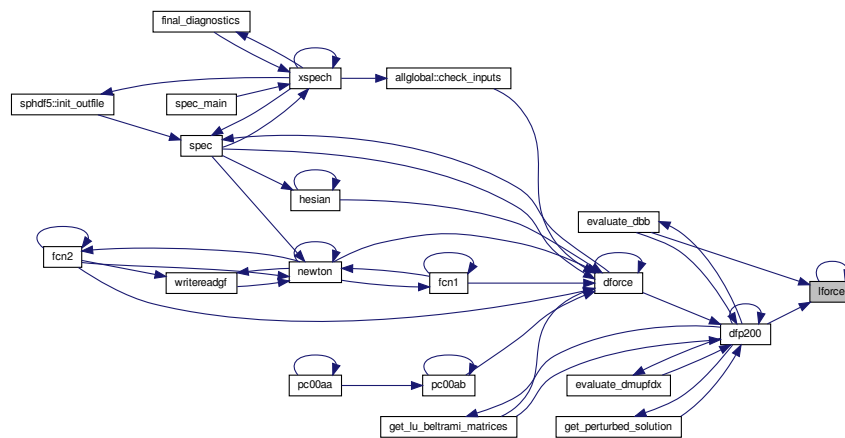 final_diagnostics
xspech
allglobal::check_inputs
sphdf5::init_outfile
spec_main
spec
hesian
evaluate_dbb
fcn2
newton
writereadgf
fcn1
dforce
lforce
dfp200
pc00aa
pc00ab
evaluate_dmupfdx
get_lu_beltrami_matrices
get_perturbed_solution